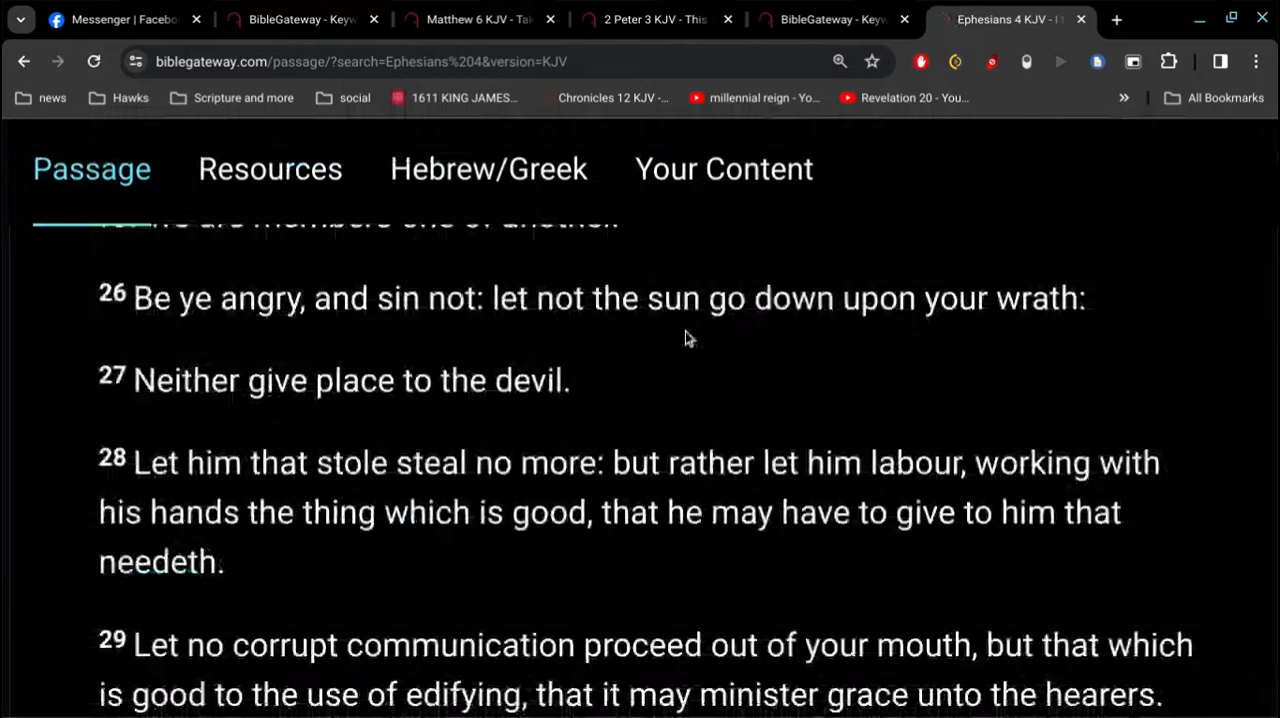 Messenger | Facebo
BibleGateway - Keyw
Matthew 6 KJV - Tak
2 Peter 3 KJV - This
BibleGateway - Keyw
Ephesians 4 KJV - I t
biblegateway.com/passage/?search=Ephesians%204&version=KJV
news
Hawks
Scripture and more
social
1611 KING JAMES...
Chronicles 12 KJV -...
millennial reign - Yo...
Revelation 20 - You...
All Bookmarks
Passage Resources Hebrew/Greek Your Content
we are members one of another.
26 Be ye angry, and sin not: let not the sun go down upon your wrath:
27 Neither give place to the devil.
28 Let him that stole steal no more: but rather let him labour, working with
his hands the thing which is good, that he may have to give to him that
needeth.
29 Let no corrupt communication proceed out of your mouth, but that which
is good to the use of edifying, that it may minister grace unto the hearers.